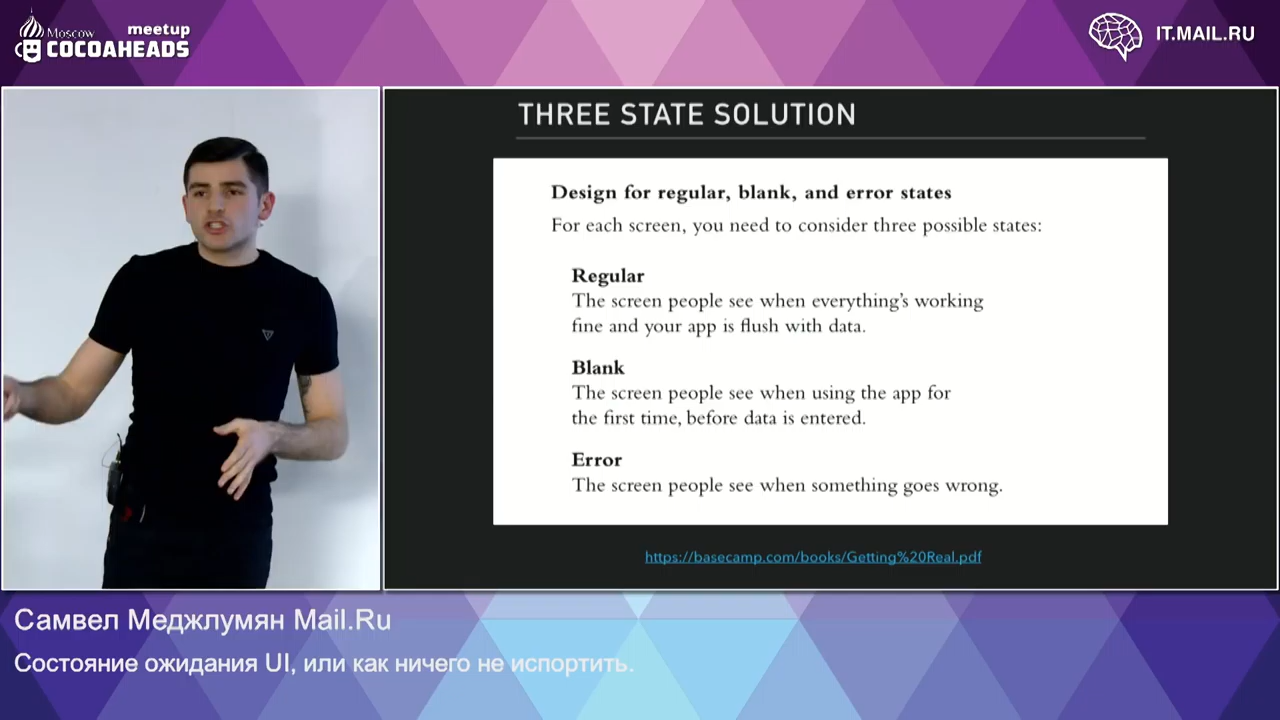 Moscow meetup
COCOAHEADS
IT.MAIL.RU
THREE STATE SOLUTION
Design for regular, blank, and error states
For each screen, you need to consider three possible states:
Regular
The screen people see when everything's working
fine and your app is flush with data.
Blank
The screen people see when using the app for
the first time, before data is entered.
Error
The screen people see when something goes wrong.
https://basecamp.com/books/Getting%20Real.pdf
Самвел Меджлумян Mail.Ru
Состояние ожидания UI, или как ничего не испортить.